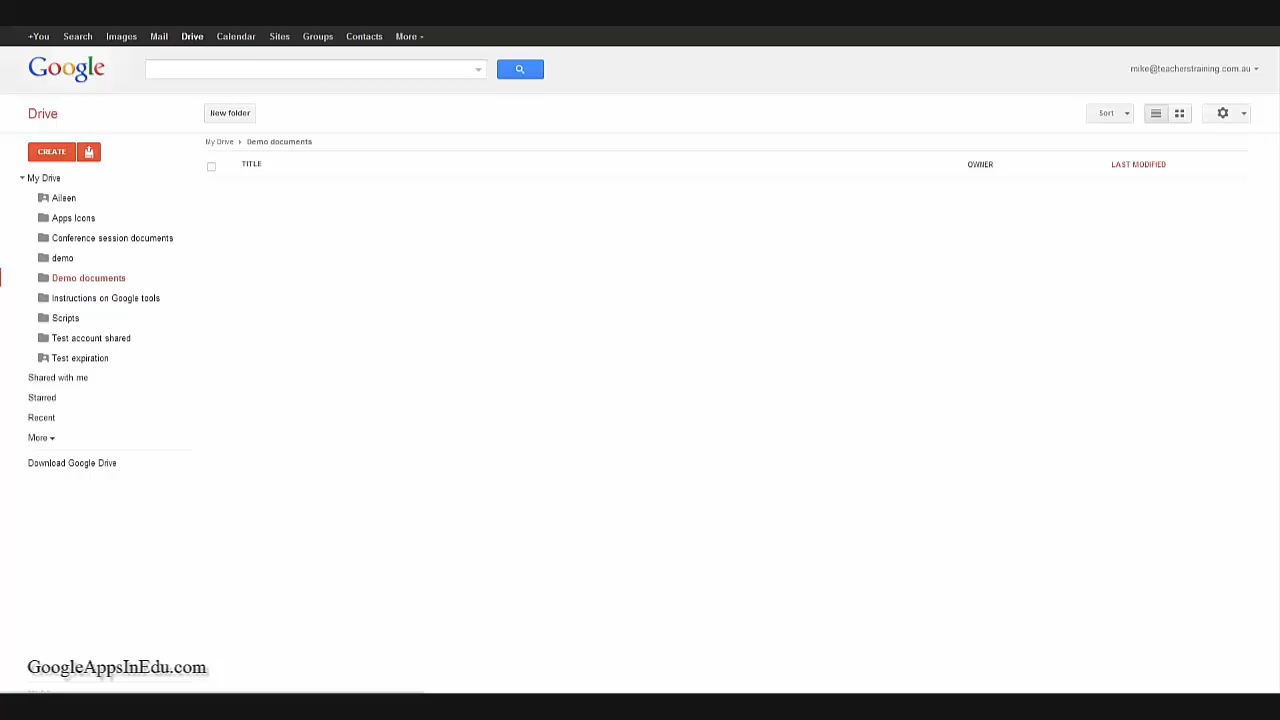 +You Search Images Mail Drive Calendar Sites Groups Contacts More
Google
mike@teacherstraining.com.au
Drive
New folder
Sort
My Drive › Demo documents
CREATE
TITLE
OWNER
LAST MODIFIED
My Drive
Aileen
Apps Icons
Conference session documents
demo
Demo documents
Instructions on Google tools
Scripts
Test account shared
Test expiration
Shared with me
Starred
Recent
More
Download Google Drive
GoogleAppsInEdu.com